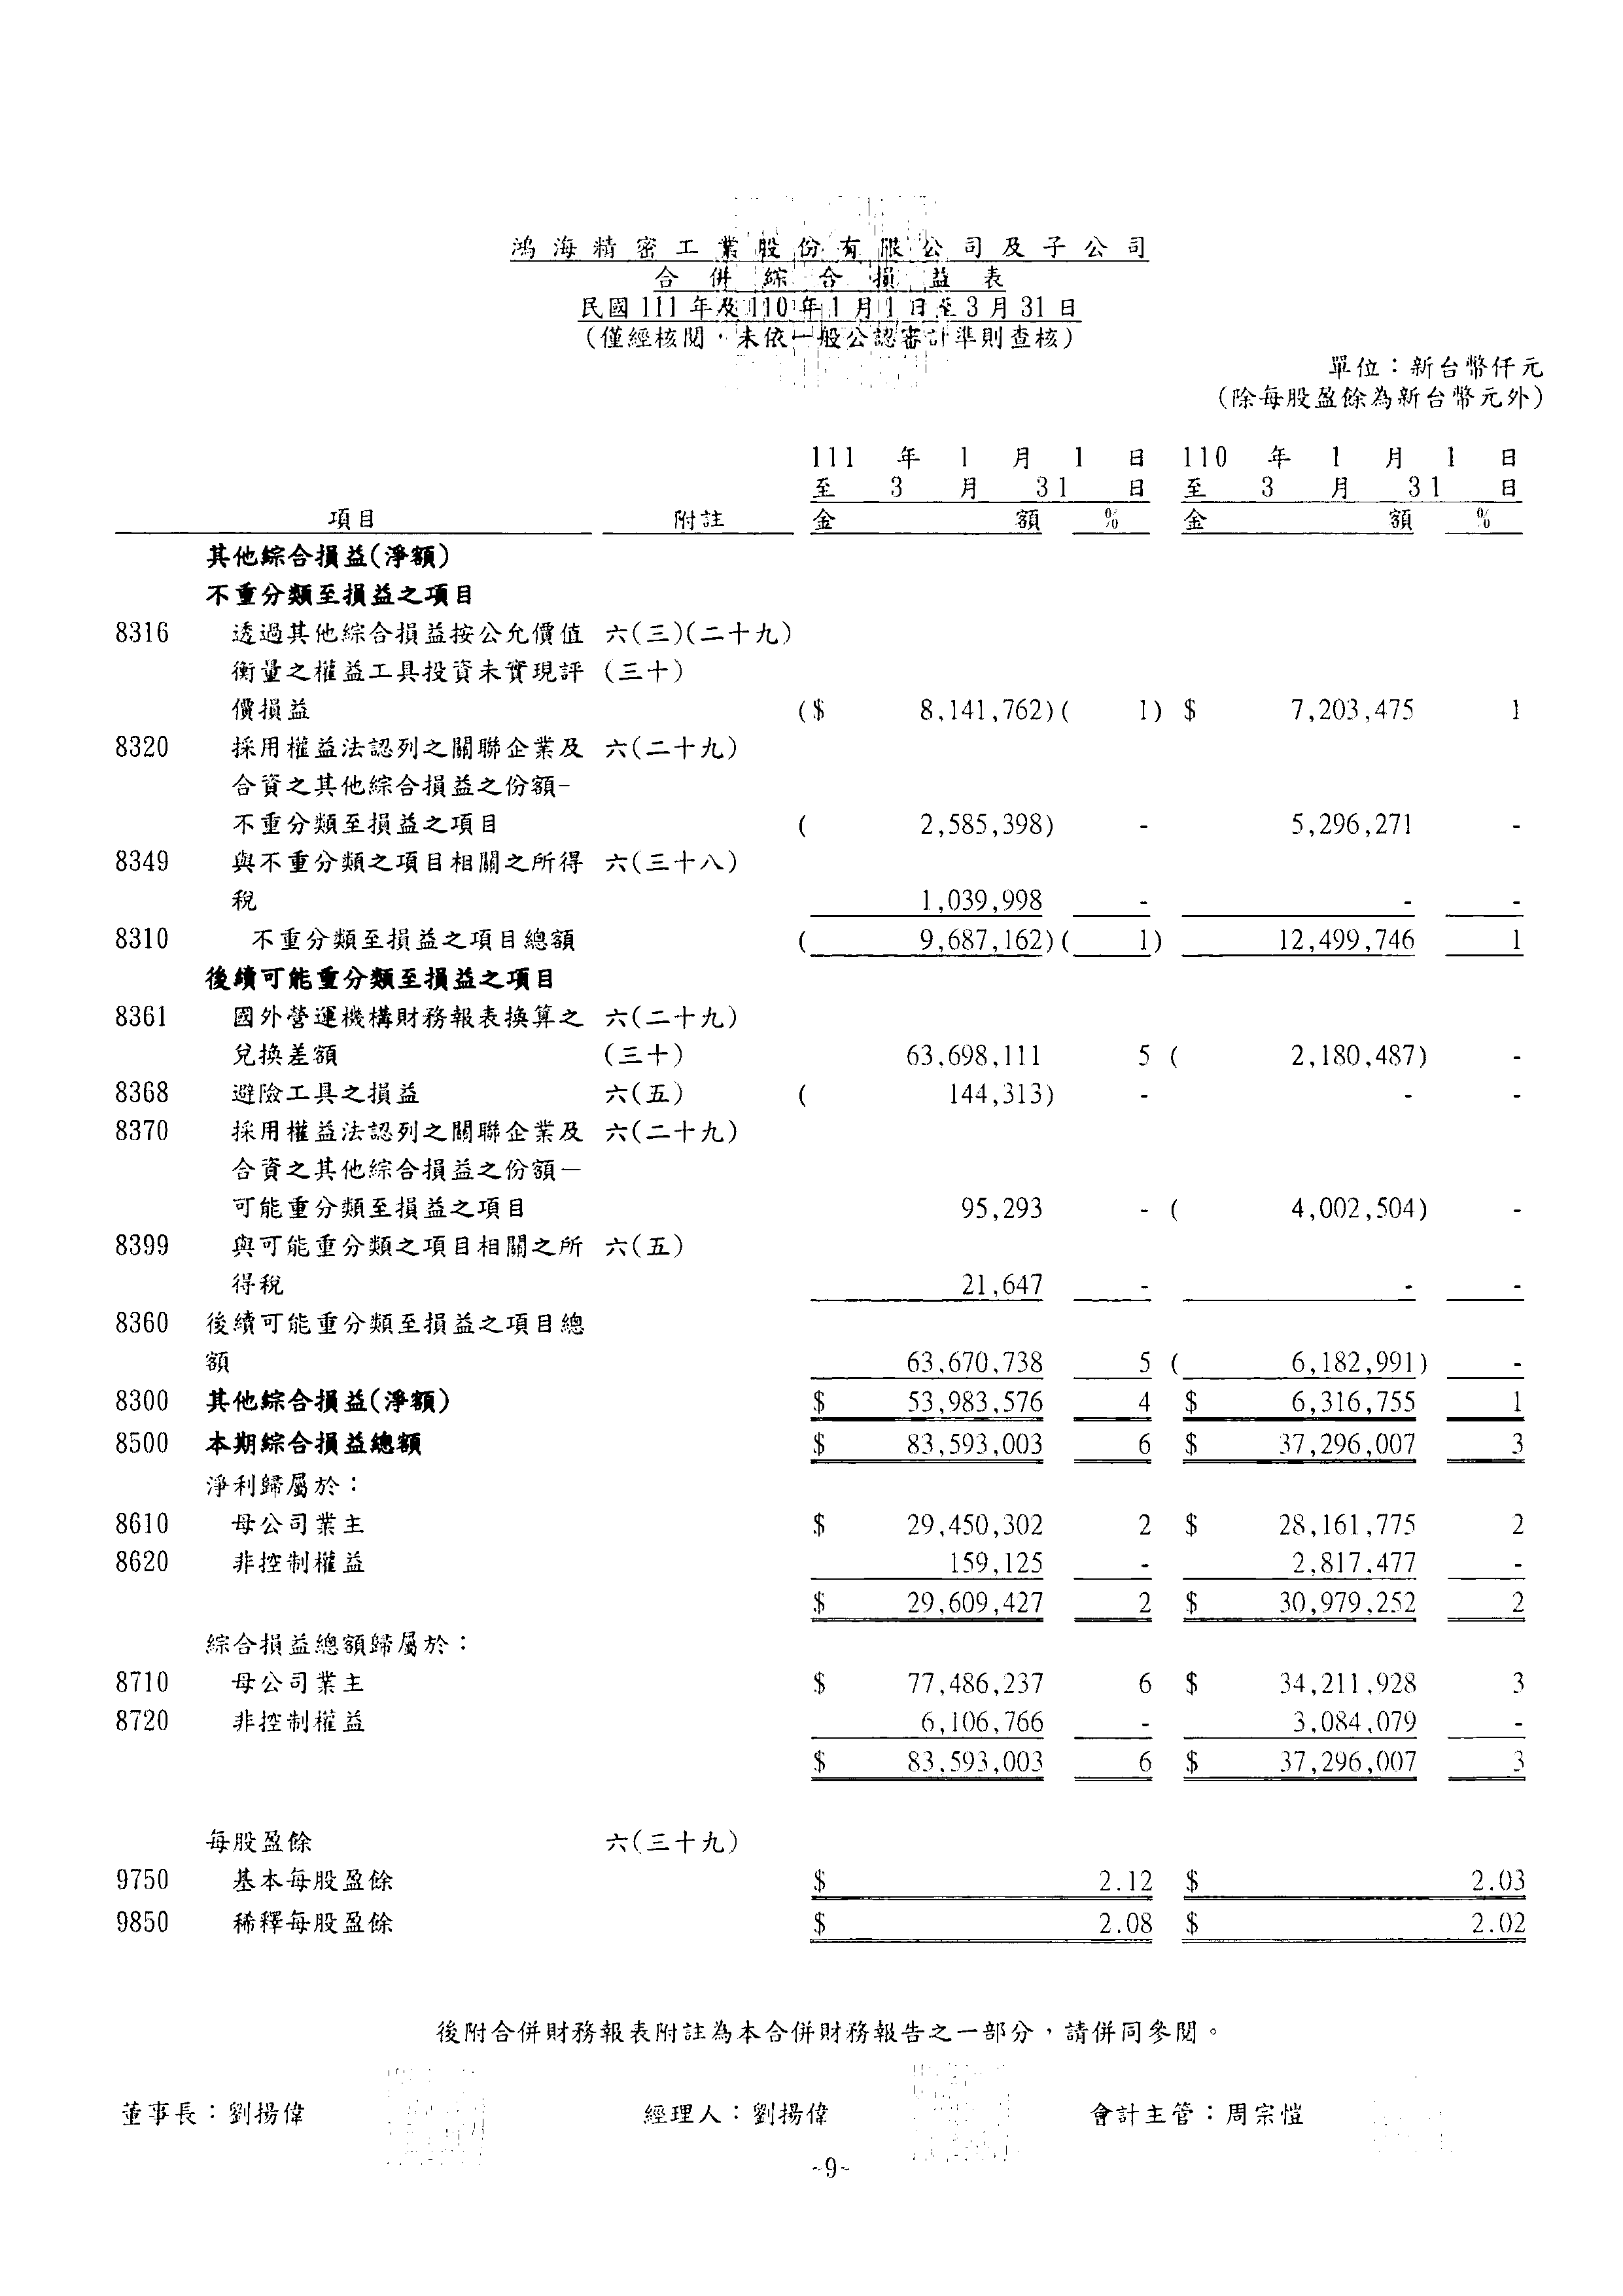 鴻海精密工業股份有限公司及子公司
合併綜合損益表
民國111年及110年1月1日至3月31日
(僅經核閱,未依一般公認審計準則查核)
單位:新台幣仟元
(除每股盈餘為新台幣元外)
111 年 1 月 1 日 110 年 1 月 1 日
至 3 月 31 日 至 3 月 31 日
項目 附註 金 額 % 金 額 %
其他綜合損益(淨額)
不重分類至損益之項目
8316 透過其他綜合損益按公允價值 六(三)(二十九)
衡量之權益工具投資未實現評 (三十)
價損益 ($ 8,141,762)( 1) $ 7,203,475 1
8320 採用權益法認列之關聯企業及 六(二十九)
合資之其他綜合損益之份額-
不重分類至損益之項目 ( 2,585,398) - 5,296,271 -
8349 與不重分類之項目相關之所得 六(三十八)
稅 1,039,998 - - -
8310 不重分類至損益之項目總額 ( 9,687,162)( 1) 12,499,746 1
後續可能重分類至損益之項目
8361 國外營運機構財務報表換算之 六(二十九)
兌換差額 (三十) 63,698,111 5 ( 2,180,487) -
8368 避險工具之損益 六(五) ( 144,313) - - -
8370 採用權益法認列之關聯企業及 六(二十九)
合資之其他綜合損益之份額－
可能重分類至損益之項目 95,293 - ( 4,002,504) -
8399 與可能重分類之項目相關之所 六(五)
得稅 21,647 - - -
8360 後續可能重分類至損益之項目總
額 63,670,738 5 ( 6,182,991) -
8300 其他綜合損益(淨額) $ 53,983,576 4 $ 6,316,755 1
8500 本期綜合損益總額 $ 83,593,003 6 $ 37,296,007 3
淨利歸屬於:
8610 母公司業主 $ 29,450,302 2 $ 28,161,775 2
8620 非控制權益 159,125 - 2,817,477 -
$ 29,609,427 2 $ 30,979,252 2
綜合損益總額歸屬於:
8710 母公司業主 $ 77,486,237 6 $ 34,211,928 3
8720 非控制權益 6,106,766 - 3,084,079 -
$ 83,593,003 6 $ 37,296,007 3
每股盈餘 六(三十九)
9750 基本每股盈餘 $ 2.12 $ 2.03
9850 稀釋每股盈餘 $ 2.08 $ 2.02
後附合併財務報表附註為本合併財務報告之一部分,請併同參閱。
董事長:劉揚偉 經理人:劉揚偉 會計主管:周宗愷
-9-